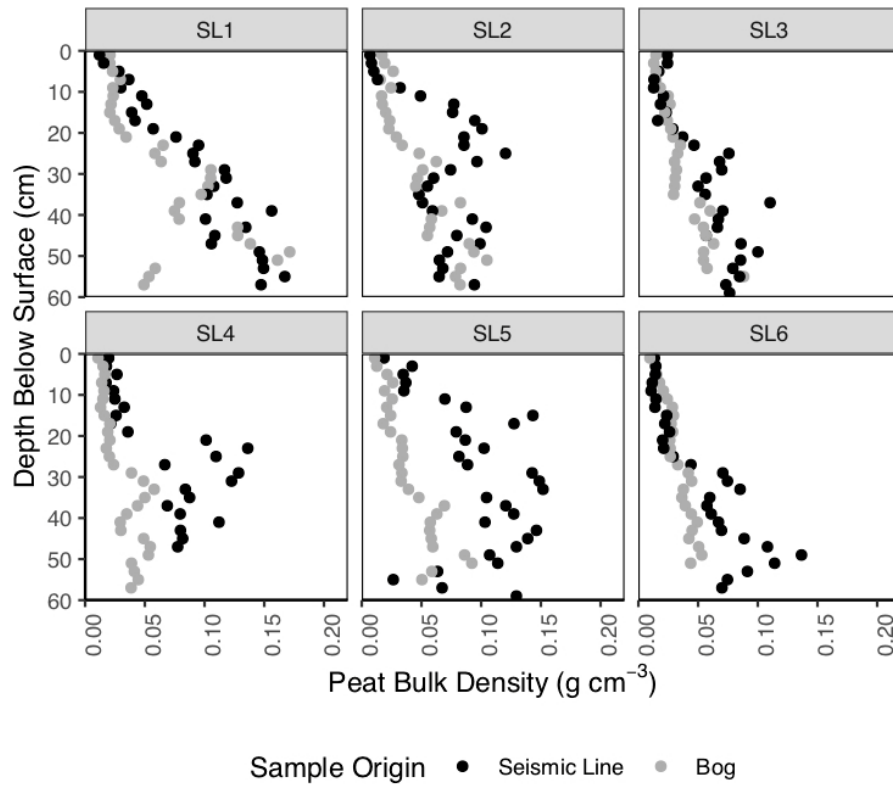 SL1 SL2 SL3
0
10
20
30
40
50
60
SL4 SL5 SL6
0
10
20
30
40
50
60
0.00 0.05 0.10 0.15 0.20 0.00 0.05 0.10 0.15 0.20 0.00 0.05 0.10 0.15 0.20
Depth Below Surface (cm)
Peat Bulk Density (g cm⁻³)
Sample Origin Seismic Line Bog